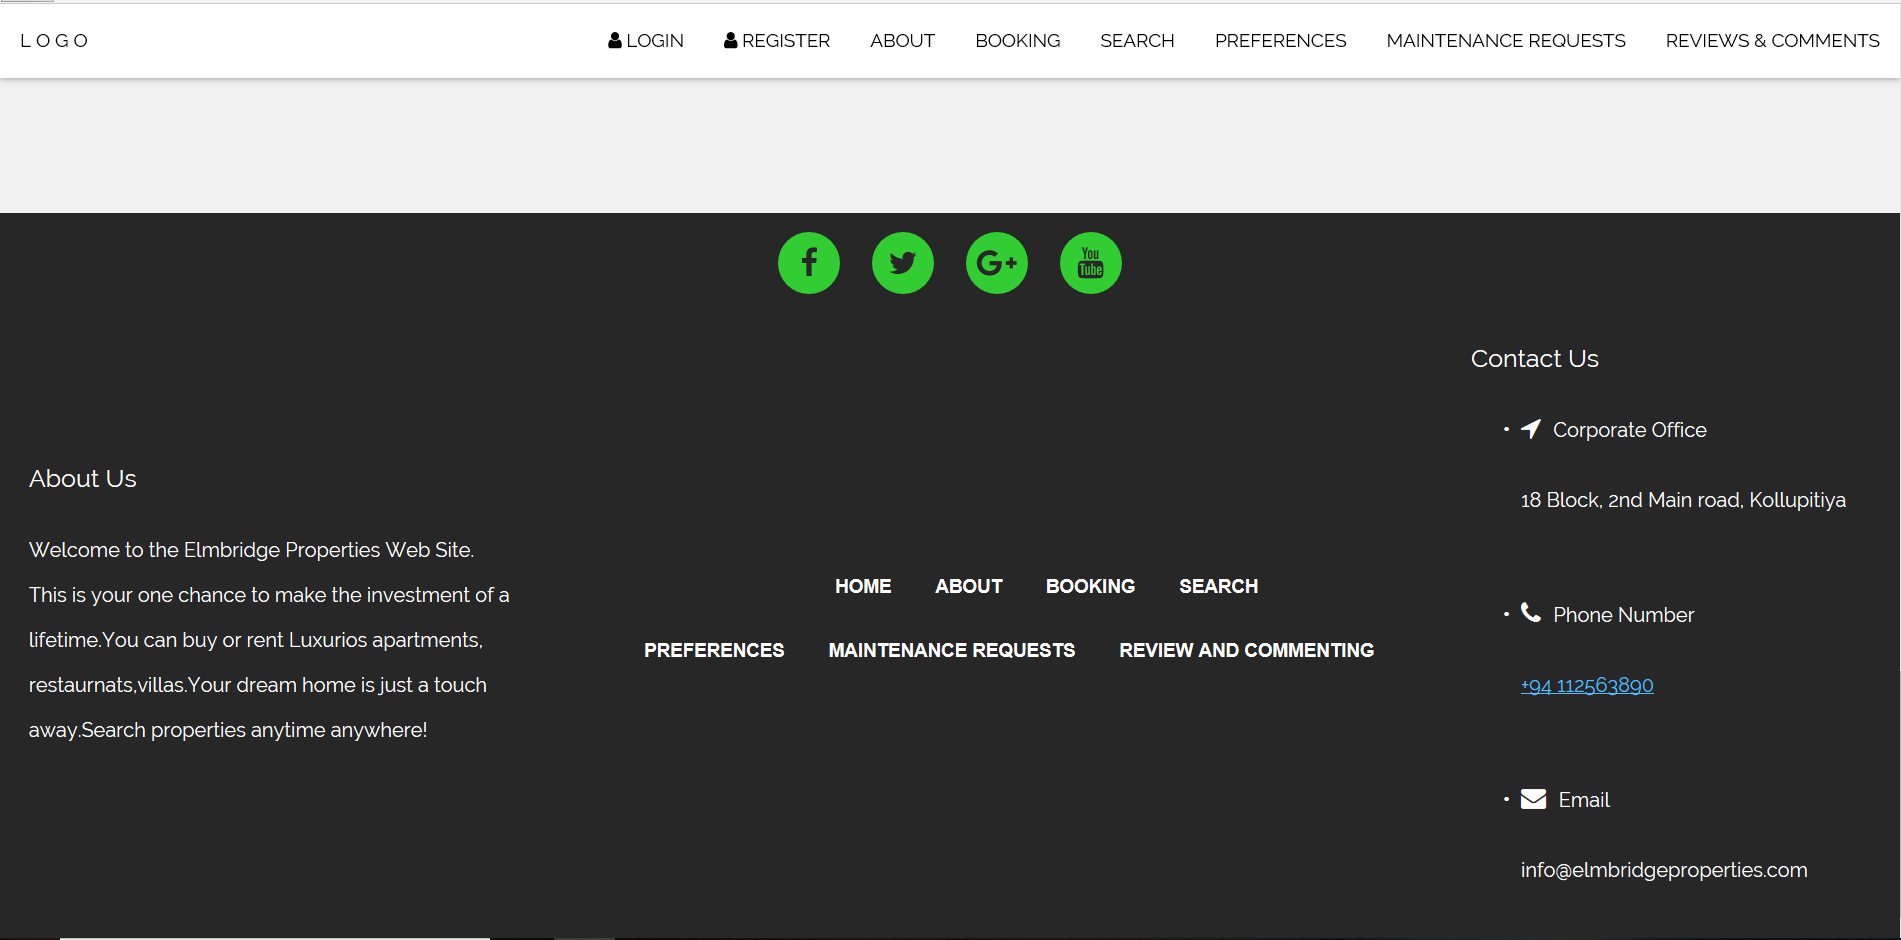 L O G O
LOGIN REGISTER ABOUT BOOKING SEARCH PREFERENCES MAINTENANCE REQUESTS REVIEWS & COMMENTS
You
Tube
About Us
Welcome to the Elmbridge Properties Web Site.
This is your one chance to make the investment of a
lifetime.You can buy or rent Luxurios apartments,
restaurnats,villas.Your dream home is just a touch
away.Search properties anytime anywhere!
HOME ABOUT BOOKING SEARCH
PREFERENCES MAINTENANCE REQUESTS REVIEW AND COMMENTING
Contact Us
• Corporate Office
18 Block, 2nd Main road, Kollupitiya
• Phone Number
+94 112563890
• Email
info@elmbridgeproperties.com